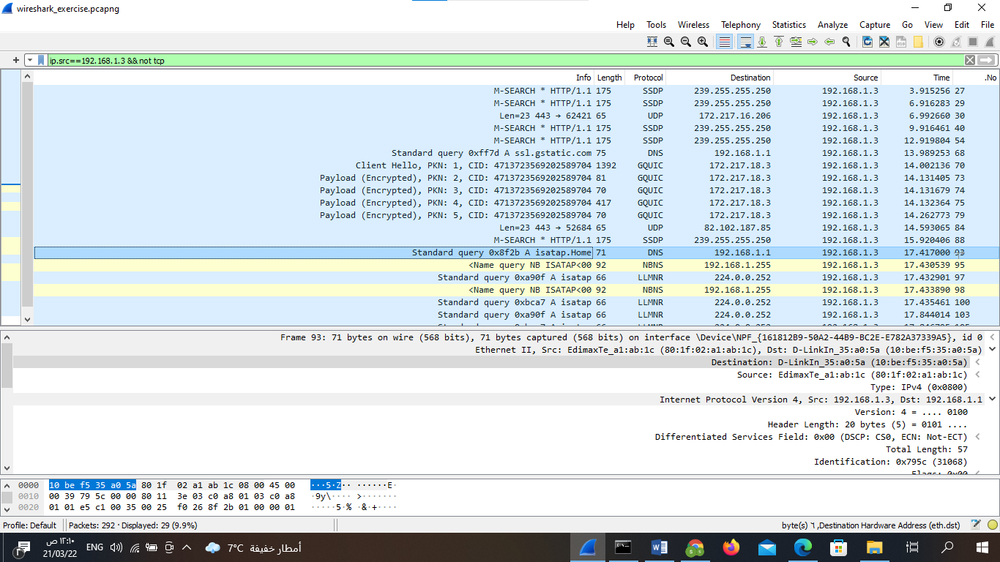 wireshark_exercise.pcapng
Help Tools Wireless Telephony Statistics Analyze Capture Go View Edit File
ip.src==192.168.1.3 && not tcp
Info Length Protocol Destination Source Time .No
M-SEARCH * HTTP/1.1 175 SSDP 239.255.255.250 192.168.1.3 3.915256 27
M-SEARCH * HTTP/1.1 175 SSDP 239.255.255.250 192.168.1.3 6.916283 29
Len=23 443 → 62421 65 UDP 172.217.16.206 192.168.1.3 6.992660 30
M-SEARCH * HTTP/1.1 175 SSDP 239.255.255.250 192.168.1.3 9.916461 40
M-SEARCH * HTTP/1.1 175 SSDP 239.255.255.250 192.168.1.3 12.919804 54
Standard query 0xff7d A ssl.gstatic.com 75 DNS 192.168.1.1 192.168.1.3 13.989253 68
Client Hello, PKN: 1, CID: 4713723569202589704 1392 GQUIC 172.217.18.3 192.168.1.3 14.002136 70
Payload (Encrypted), PKN: 2, CID: 4713723569202589704 81 GQUIC 172.217.18.3 192.168.1.3 14.131405 73
Payload (Encrypted), PKN: 3, CID: 4713723569202589704 70 GQUIC 172.217.18.3 192.168.1.3 14.131679 74
Payload (Encrypted), PKN: 4, CID: 4713723569202589704 417 GQUIC 172.217.18.3 192.168.1.3 14.132364 75
Payload (Encrypted), PKN: 5, CID: 4713723569202589704 70 GQUIC 172.217.18.3 192.168.1.3 14.262773 79
Len=23 443 → 52684 65 UDP 82.102.187.85 192.168.1.3 14.593065 84
M-SEARCH * HTTP/1.1 175 SSDP 239.255.255.250 192.168.1.3 15.920406 88
Standard query 0x8f2b A isatap.Home 71 DNS 192.168.1.1 192.168.1.3 17.417000 93
<Name query NB ISATAP<00 92 NBNS 192.168.1.255 192.168.1.3 17.430539 95
Standard query 0xa90f A isatap 66 LLMNR 224.0.0.252 192.168.1.3 17.432901 97
<Name query NB ISATAP<00 92 NBNS 192.168.1.255 192.168.1.3 17.433890 98
Standard query 0xbca7 A isatap 66 LLMNR 224.0.0.252 192.168.1.3 17.435461 100
Standard query 0xa90f A isatap 66 LLMNR 224.0.0.252 192.168.1.3 17.844014 103
Frame 93: 71 bytes on wire (568 bits), 71 bytes captured (568 bits) on interface \Device\NPF_{161812B9-50A2-44B9-BC2E-E782A37339A5}, id 0
Ethernet II, Src: EdimaxTe_a1:ab:1c (80:1f:02:a1:ab:1c), Dst: D-LinkIn_35:a0:5a (10:be:f5:35:a0:5a)
Destination: D-LinkIn_35:a0:5a (10:be:f5:35:a0:5a)
Source: EdimaxTe_a1:ab:1c (80:1f:02:a1:ab:1c)
Type: IPv4 (0x0800)
Internet Protocol Version 4, Src: 192.168.1.3, Dst: 192.168.1.1
Version: 4 = .... 0100
Header Length: 20 bytes (5) = 0101 ....
Differentiated Services Field: 0x00 (DSCP: CS0, ECN: Not-ECT)
Total Length: 57
Identification: 0x795c (31068)
Flags: 0x00
0000 10 be f5 35 a0 5a 80 1f 02 a1 ab 1c 08 00 45 00 ···5·Z·· ······E·
0010 00 39 79 5c 00 00 80 11 3e 03 c0 a8 01 03 c0 a8 ·9y\···· >·······
0020 01 01 e5 c1 00 35 00 25 f0 26 8f 2b 01 00 00 01 ·····5·% ·&·+····
Profile: Default Packets: 292 · Displayed: 29 (9.9%) byte(s) ٦ ,Destination Hardware Address (eth.dst)
١٢:١٠ ص
21/03/22
ENG
7°C أمطار خفيفة